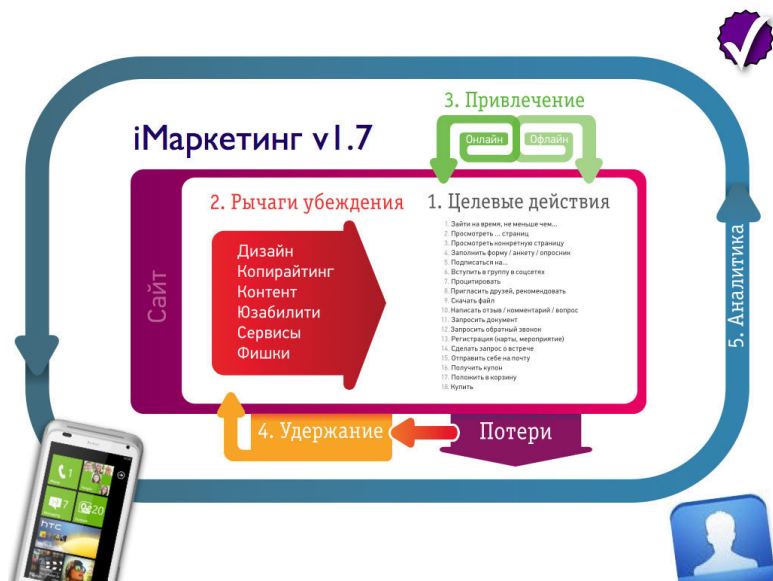 3. Привлечение
Онлайн
Офлайн
iМаркетинг v1.7
Сайт
2. Рычаги убеждения
Дизайн
Копирайтинг
Контент
Юзабилити
Сервисы
Фишки
1. Целевые действия
1. Зайти на время, не меньше чем...
2. Просмотреть ... страниц
3. Просмотреть конкретную страницу
4. Заполнить форму / анкету / опросник
5. Подписаться на...
6. Вступить в группу в соцсетях
7. Процитировать
8. Пригласить друзей, рекомендовать
9. Скачать файл
10. Написать отзыв / комментарий / вопрос
11. Запросить документ
12. Запросить обратный звонок
13. Регистрация (карты, мероприятие)
14. Сделать запрос о встрече
15. Отправить себе на почту
16. Получить купон
17. Положить в корзину
18. Купить
5. Аналитика
4. Удержание
Потери
1
7
20
htc